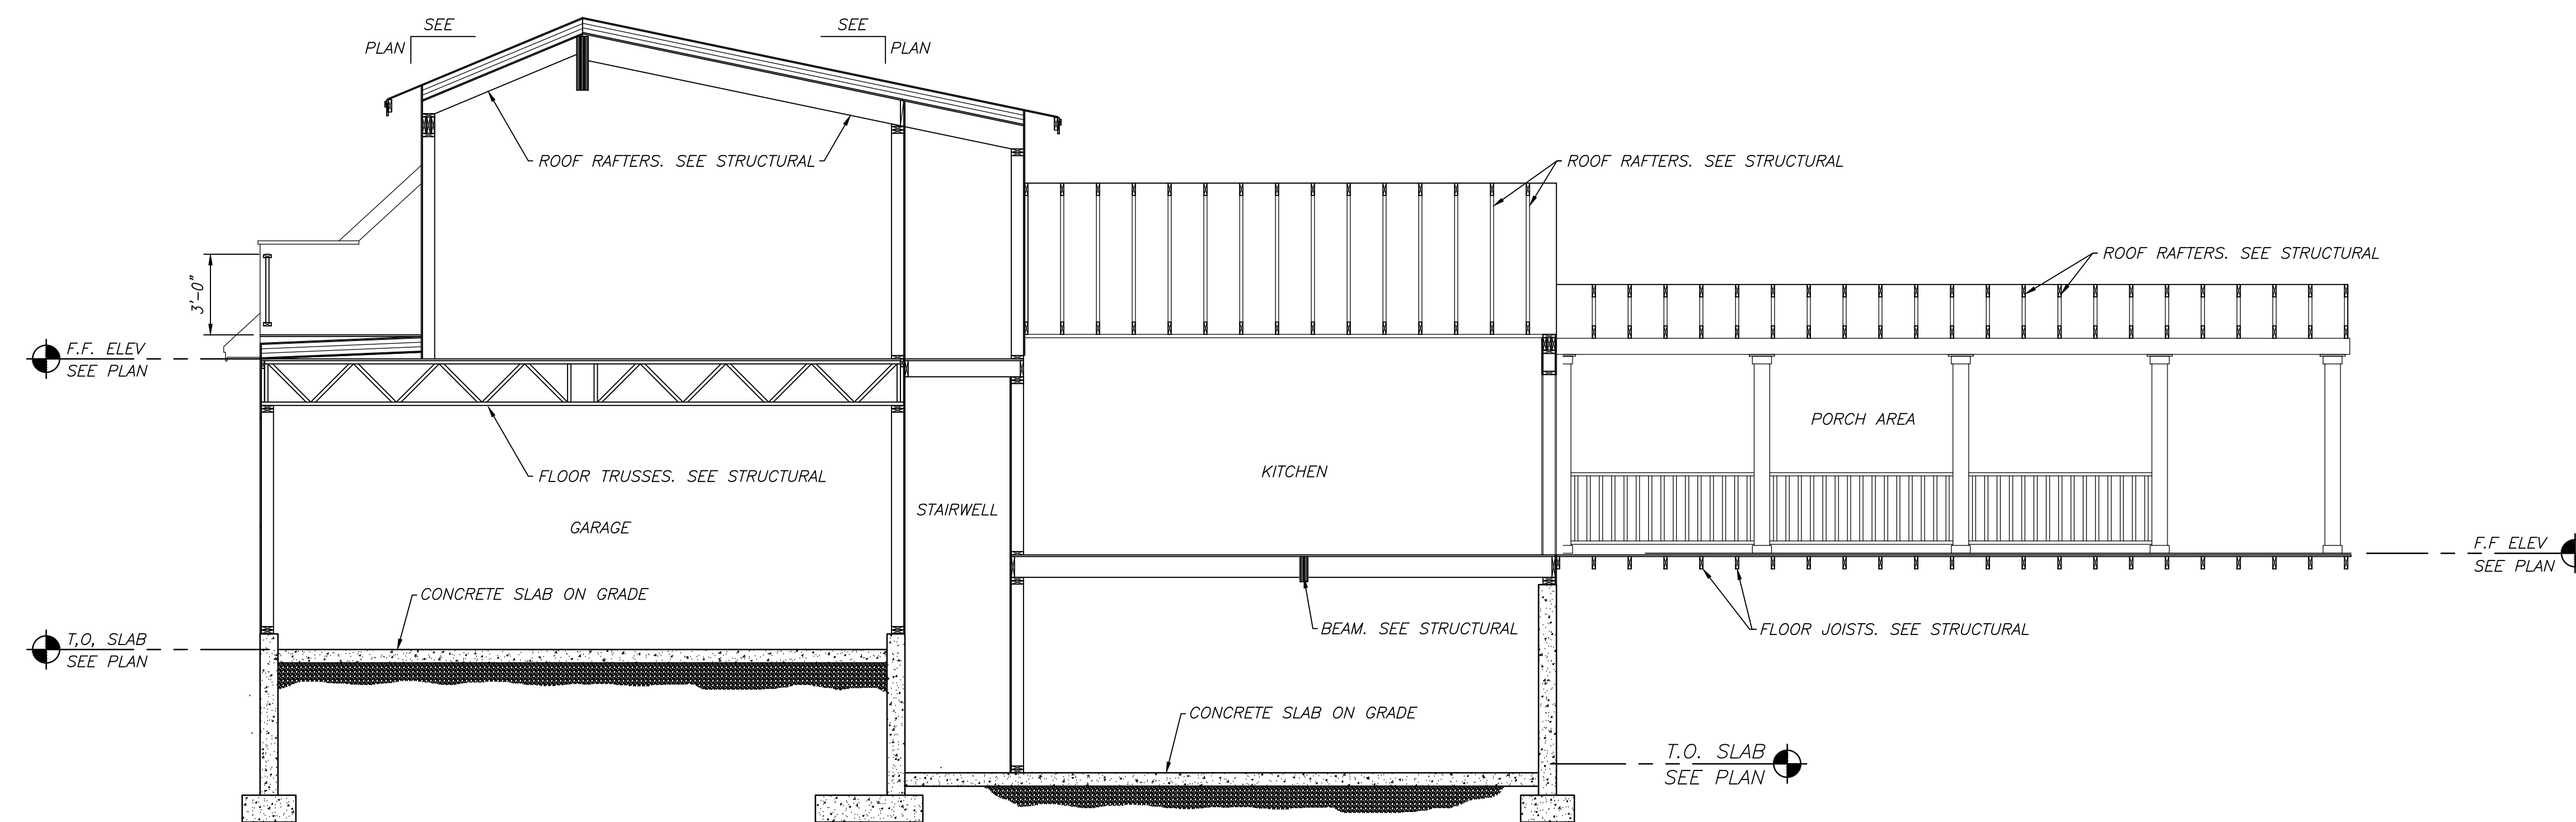 SEE
PLAN
SEE
PLAN
ROOF RAFTERS. SEE STRUCTURAL
ROOF RAFTERS. SEE STRUCTURAL
ROOF RAFTERS. SEE STRUCTURAL
3'-0"
F.F. ELEV
SEE PLAN
PORCH AREA
KITCHEN
FLOOR TRUSSES. SEE STRUCTURAL
STAIRWELL
GARAGE
F.F ELEV
SEE PLAN
CONCRETE SLAB ON GRADE
BEAM. SEE STRUCTURAL
FLOOR JOISTS. SEE STRUCTURAL
T,O, SLAB
SEE PLAN
CONCRETE SLAB ON GRADE
T.O. SLAB
SEE PLAN